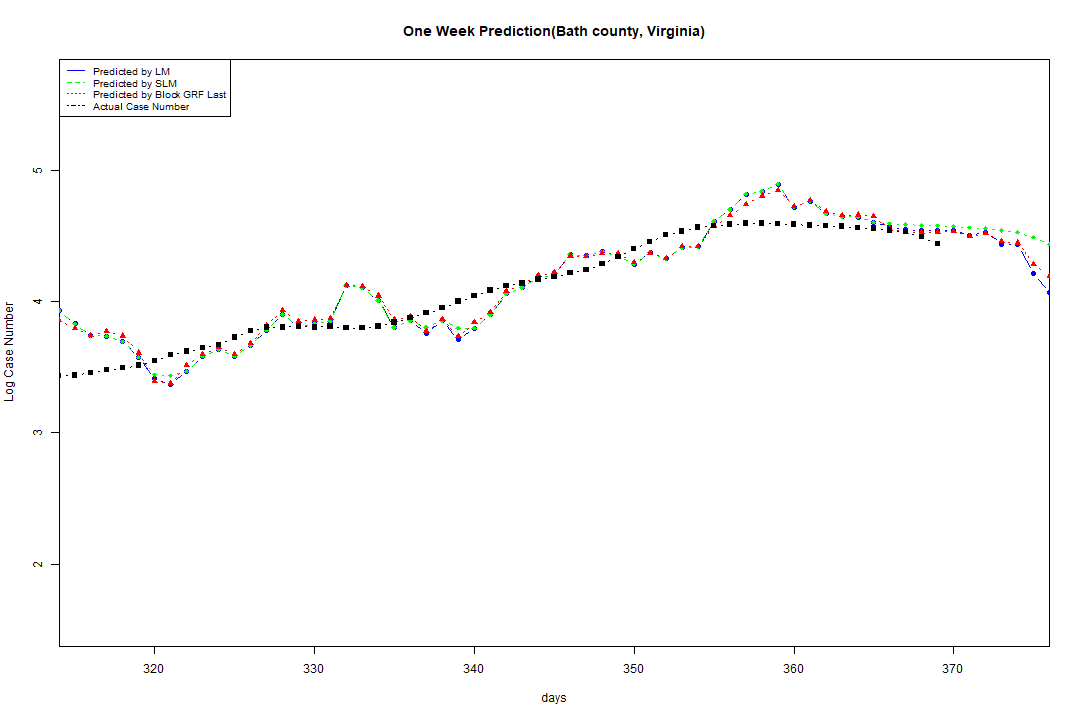 One Week Prediction(Bath county, Virginia)
Predicted by LM
Predicted by SLM
Predicted by Block GRF Last
Actual Case Number
5
4
3
2
Log Case Number
320 330 340 350 360 370
days